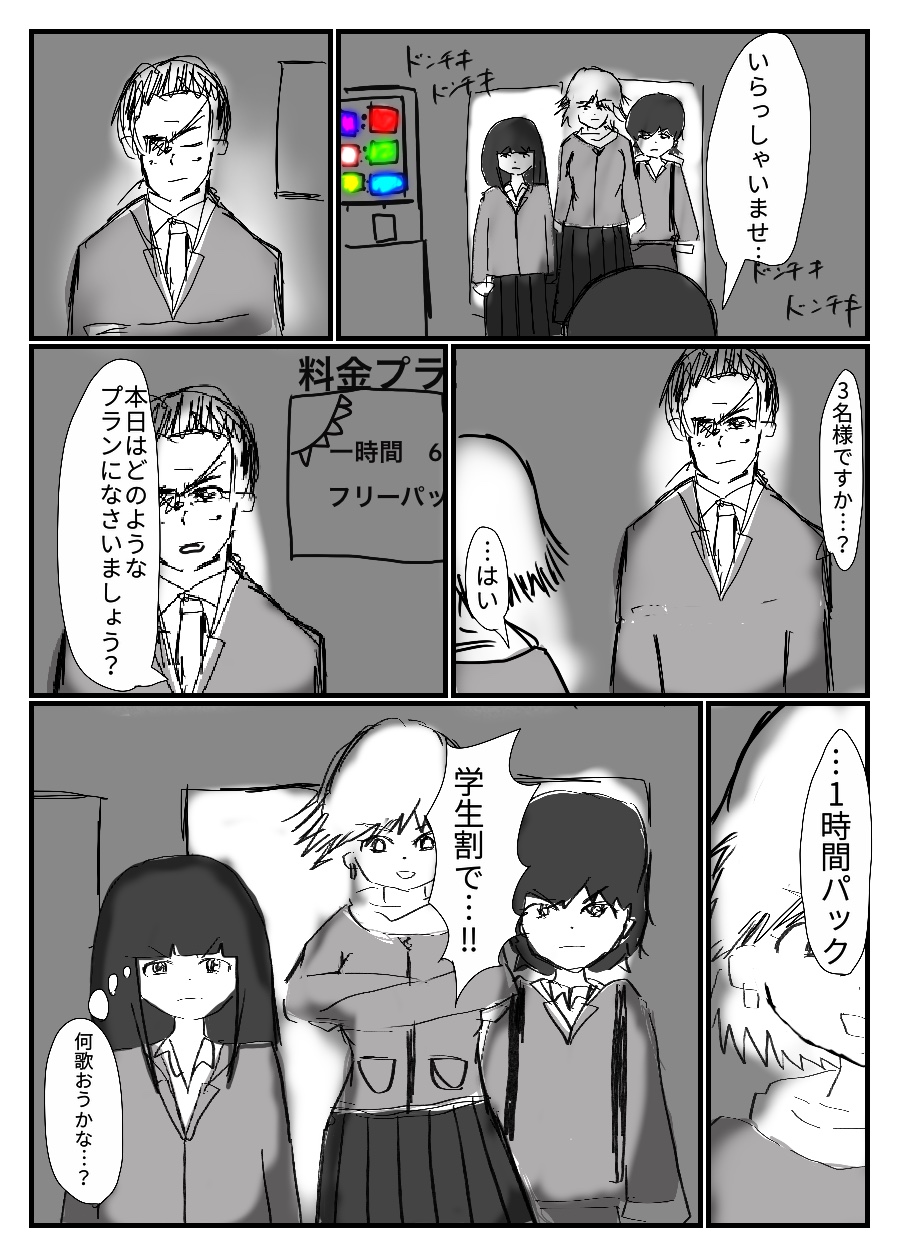 ドンチキ
ドンチキ
いらっしゃいませ…
ドンチキ
ドンチキ
3名様ですか…?
…はい
料金プラ
一時間 6
フリーパッ
本日はどのような
プランになさいましょう?
…1時間パック
学生割で…!!
何歌おうかな…?